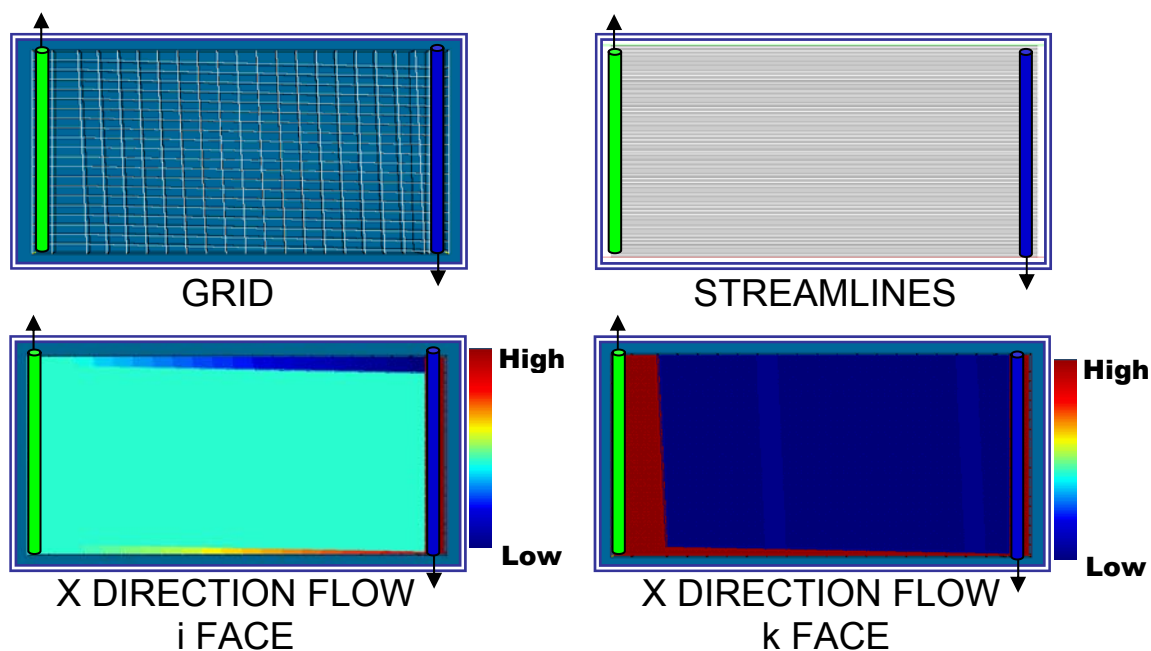 GRID
STREAMLINES
High
Low
X DIRECTION FLOW
i FACE
High
Low
X DIRECTION FLOW
k FACE